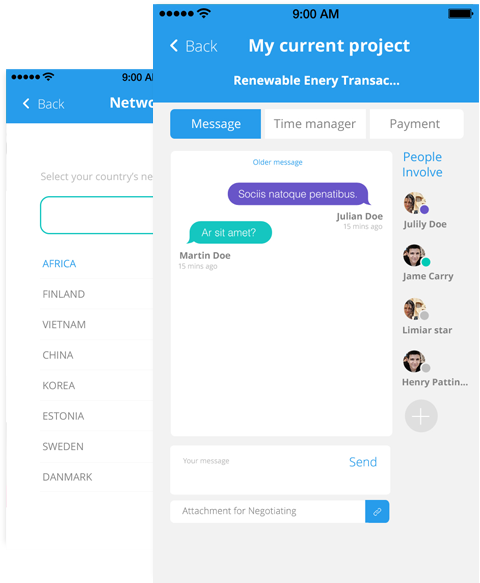 9:00 AM
Back
My current project
Renewable Enery Transac...
Message
Time manager
Payment
Older message
Sociis natoque penatibus.
Julian Doe
15 mins ago
Ar sit amet?
Martin Doe
15 mins ago
People
Involve
Julily Doe
Jame Carry
Limiar star
Henry Pattin...
Your message
Send
Attachment for Negotiating
9:00 A
Back
Netwo
Select your country's ne
AFRICA
FINLAND
VIETNAM
CHINA
KOREA
ESTONIA
SWEDEN
DANMARK